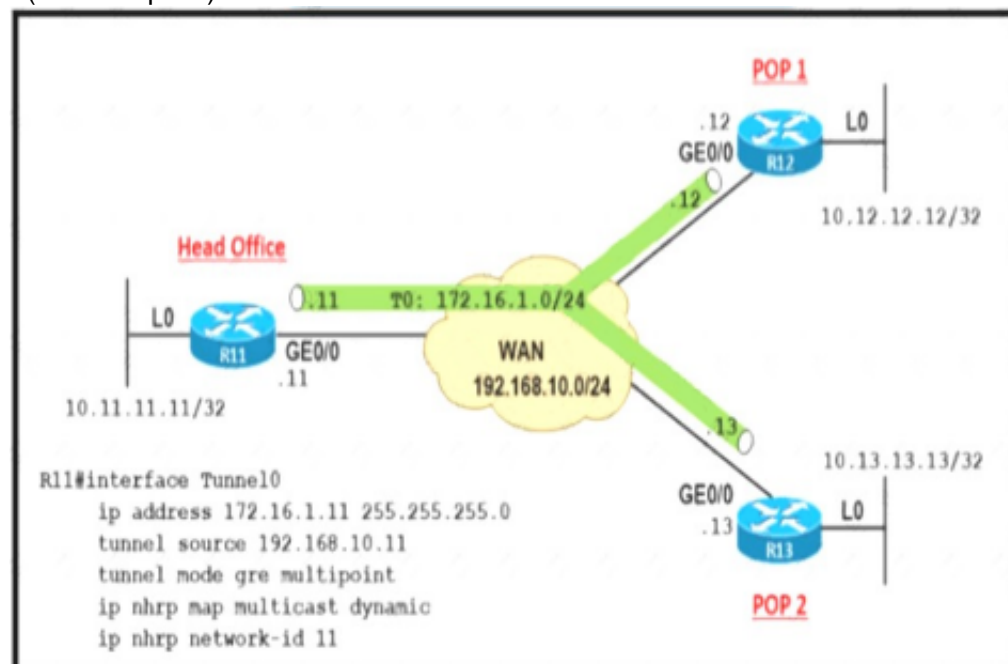 POP 1
.12
GE0/0
R12
L0
.12
10.12.12.12/32
Head Office
.11
T0: 172.16.1.0/24
L0
R11
GE0/0
.11
WAN
192.168.10.0/24
10.11.11.11/32
.13
10.13.13.13/32
R11#interface Tunnel0
ip address 172.16.1.11 255.255.255.0
tunnel source 192.168.10.11
tunnel mode gre multipoint
ip nhrp map multicast dynamic
ip nhrp network-id 11
GE0/0
.13
R13
L0
POP 2